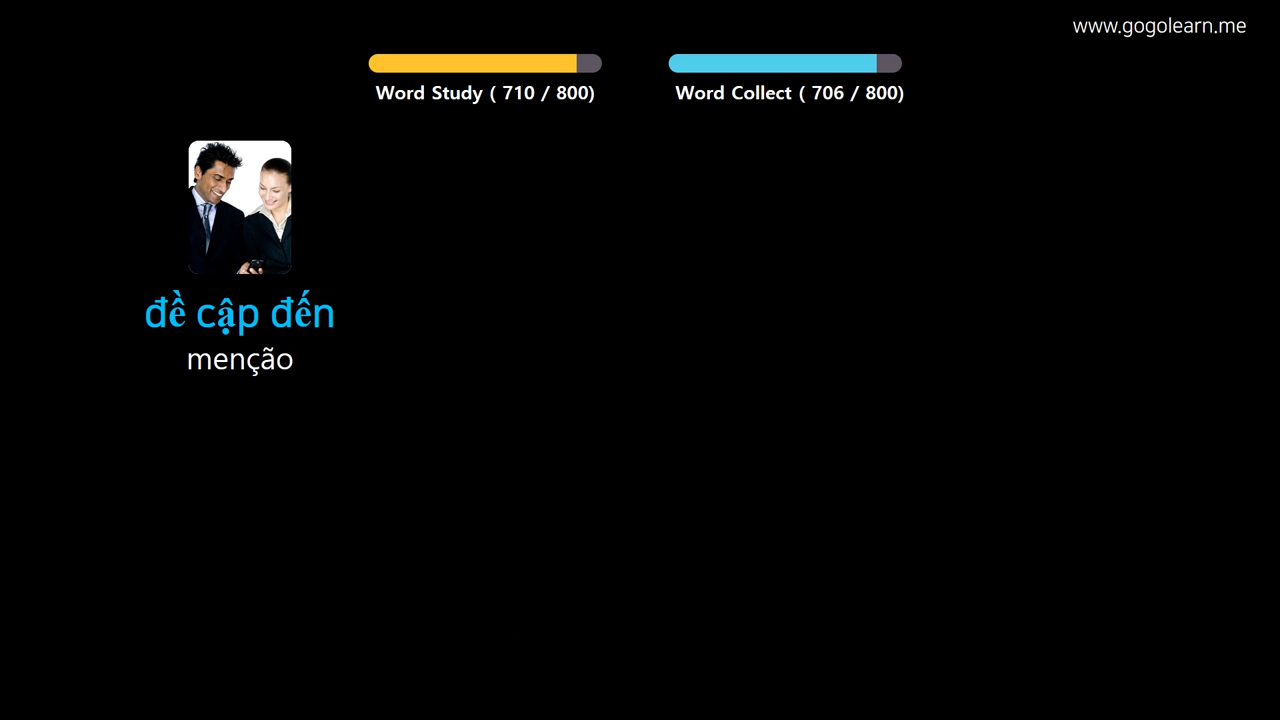 www.gogolearn.me
Word Study ( 710 / 800)
Word Collect ( 706 / 800)
đề cập đến
menção